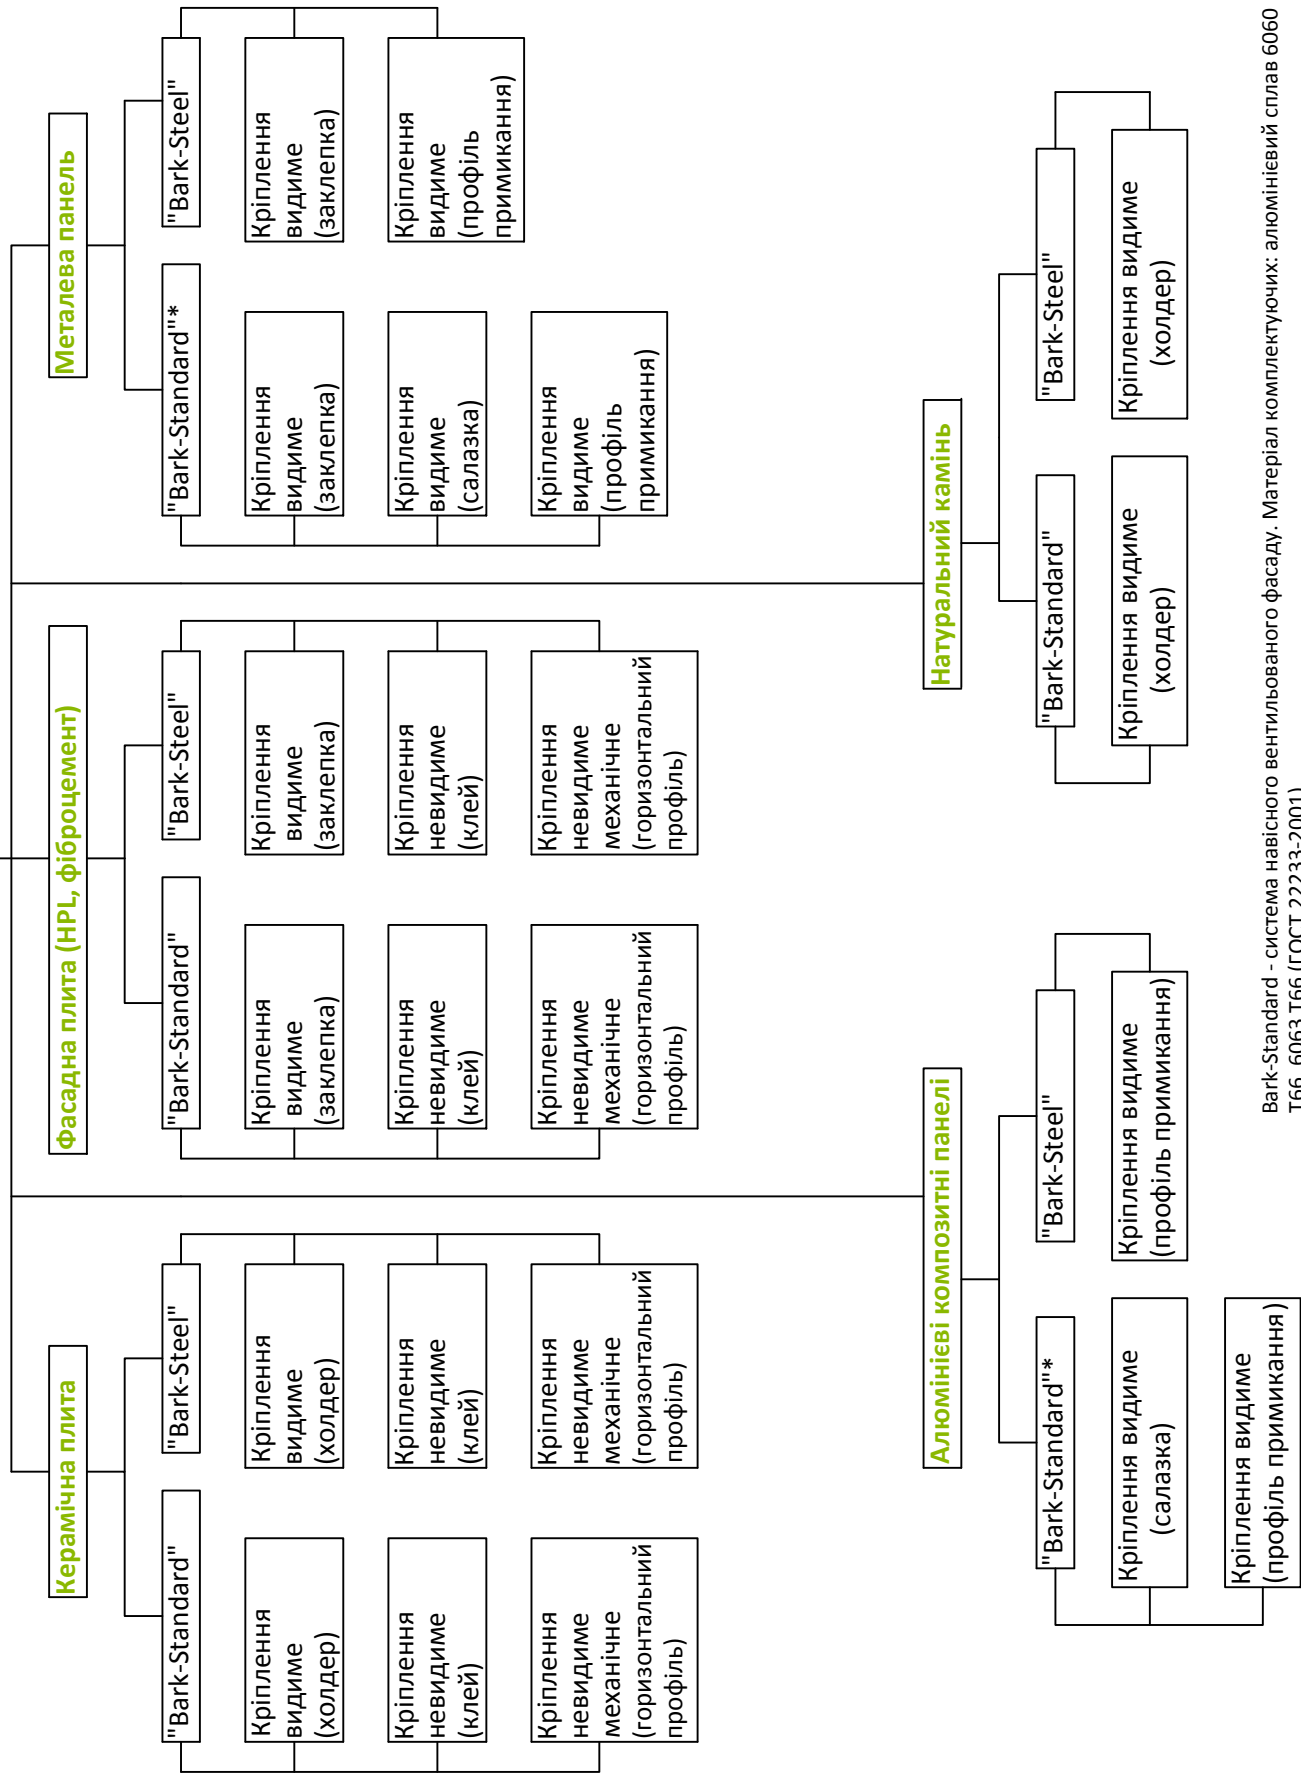 Керамічна плита
"Bark-Standard"
Кріплення
видиме
(холдер)
Кріплення
невидиме
(клей)
Кріплення
невидиме
механічне
(горизонтальний
профіль)
"Bark-Steel"
Кріплення
видиме
(холдер)
Кріплення
невидиме
(клей)
Кріплення
невидиме
механічне
(горизонтальний
профіль)
Фасадна плита (HPL, фіброцемент)
"Bark-Standard"
Кріплення
видиме
(заклепка)
Кріплення
невидиме
(клей)
Кріплення
невидиме
механічне
(горизонтальний
профіль)
"Bark-Steel"
Кріплення
видиме
(заклепка)
Кріплення
невидиме
(клей)
Кріплення
невидиме
механічне
(горизонтальний
профіль)
Металева панель
"Bark-Standard"*
Кріплення
видиме
(заклепка)
Кріплення
видиме
(салазка)
Кріплення
видиме
(профіль
примикання)
"Bark-Steel"
Кріплення
видиме
(заклепка)
Кріплення
видиме
(профіль
примикання)
Алюмінієві композитні панелі
"Bark-Standard"*
Кріплення видиме
(салазка)
Кріплення видиме
(профіль примикання)
"Bark-Steel"
Кріплення видиме
(профіль примикання)
Натуральний камінь
"Bark-Standard"
Кріплення видиме
(холдер)
"Bark-Steel"
Кріплення видиме
(холдер)
Bark-Standard - система навісного вентильованого фасаду. Матеріал комплектуючих: алюмінієвий сплав 6060
Т66, 6063 Т66 (ГОСТ 22233-2001)